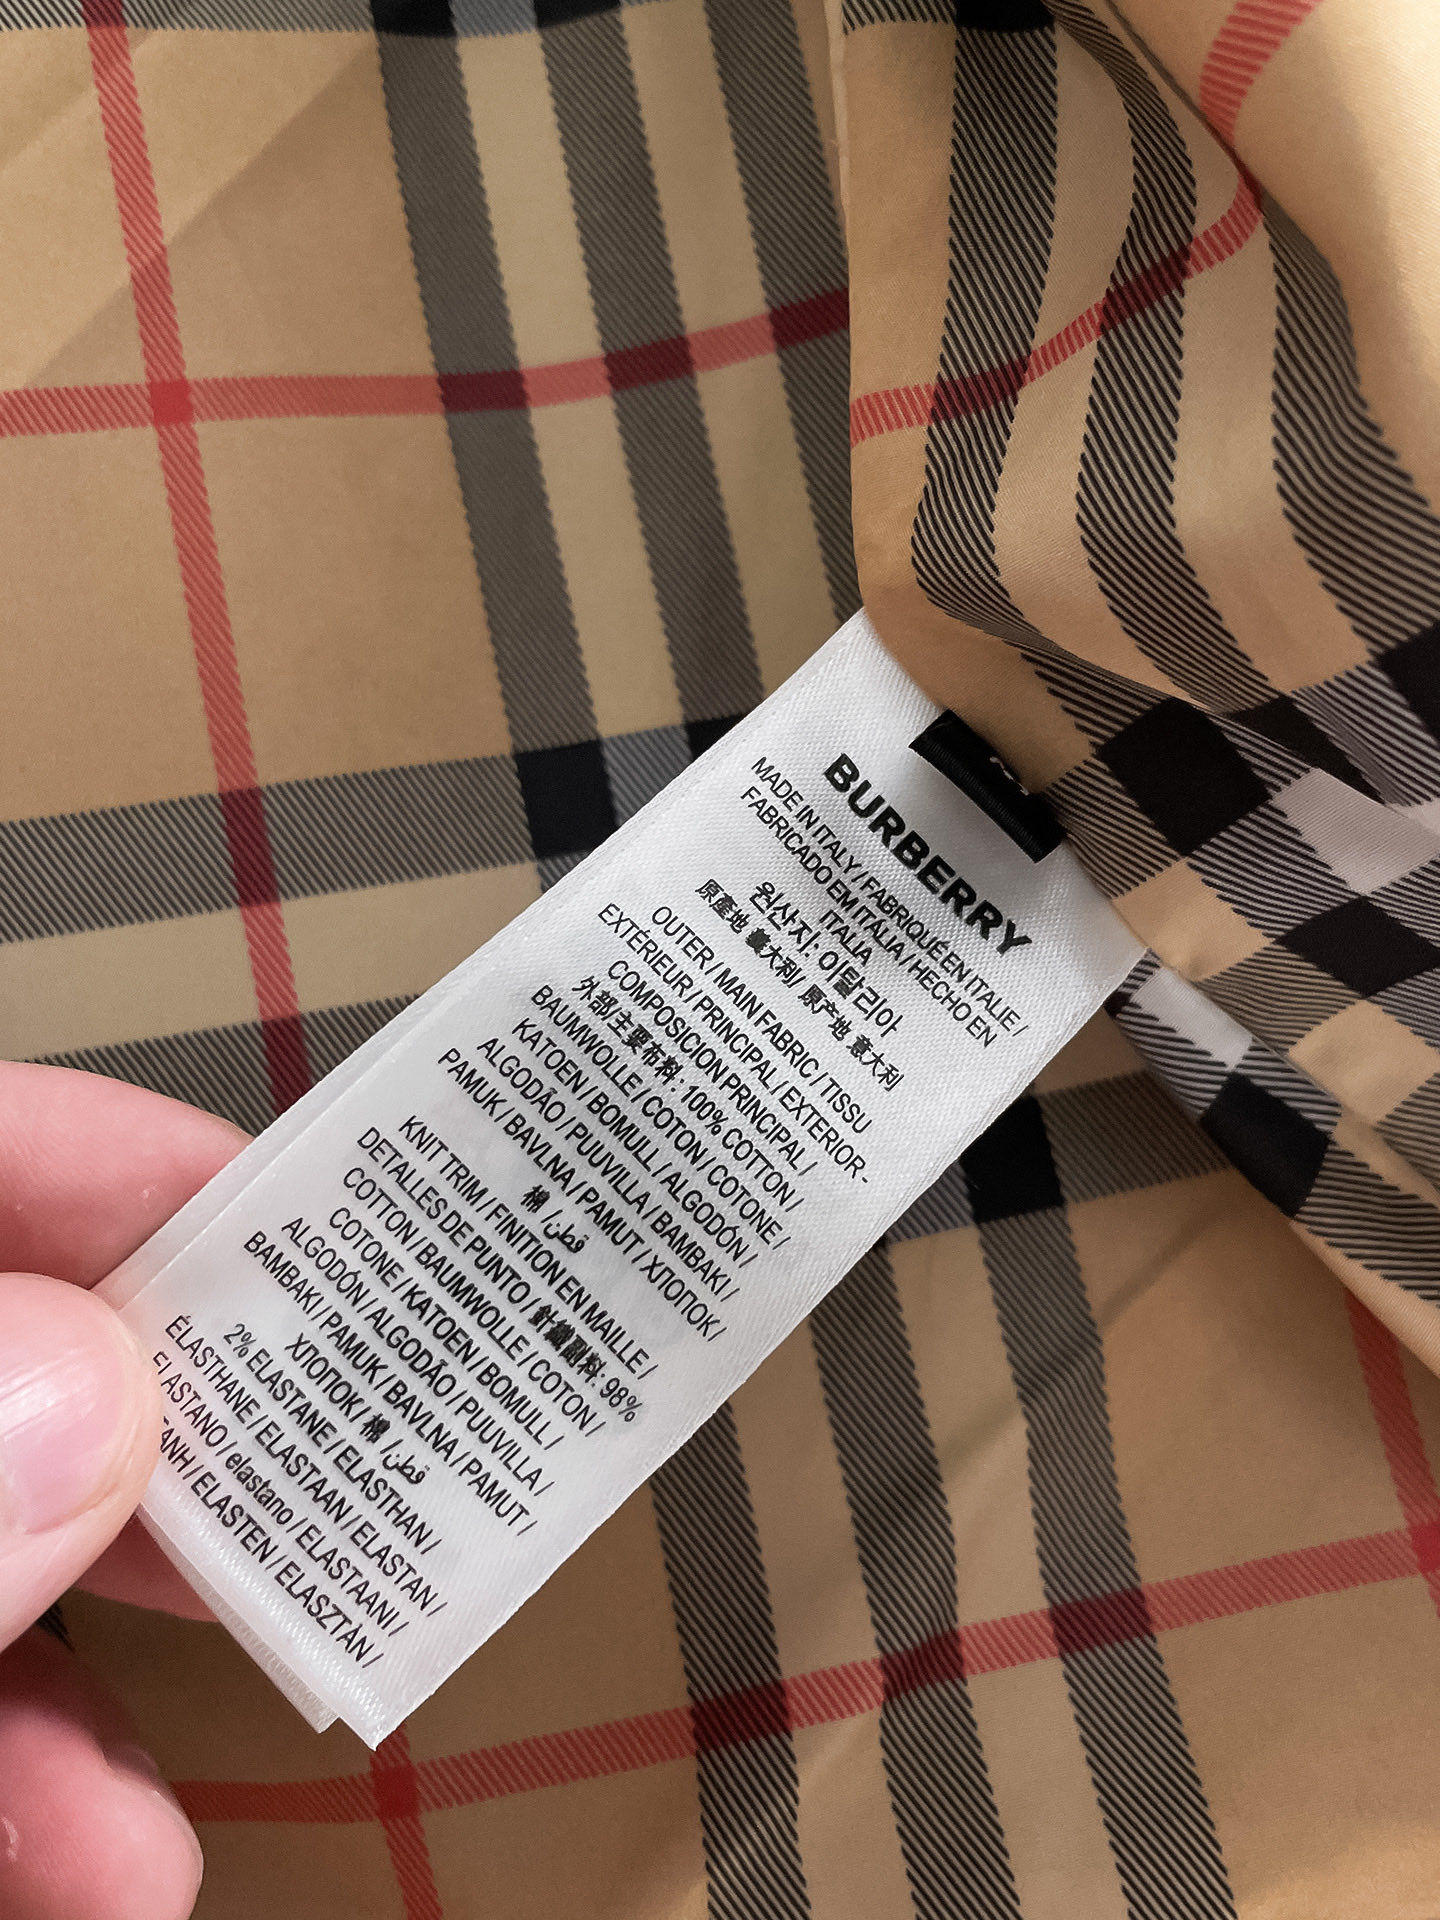 BURBERRY
MADE IN ITALY / FABRIQUÉ EN ITALIE /
FABRICADO EM ITALIA / HECHO EN
ITALIA
원산지: 이탈리아
原產地 義大利/ 原产地 意大利
OUTER / MAIN FABRIC / TISSU
EXTÉRIEUR / PRINCIPAL / EXTERIOR -
COMPOSICION PRINCIPAL /
外部/主要布料: 100% COTTON /
BAUMWOLLE / COTON / COTONE /
KATOEN / BOMULL / ALGODÓN /
ALGODÃO / PUUVILLA / BAMBAKI /
PAMUK / BAVLNA / PAMUT / ХΠΟΠΟΚ /
棉 /قطن
KNIT TRIM / FINITION EN MAILLE /
DETALLES DE PUNTO / 針織副料: 98%
COTTON / BAUMWOLLE / COTON /
COTONE / KATOEN / BOMULL /
ALGODÓN / ALGODÃO / PUUVILLA /
BAMBAKI / PAMUK / BAVLNA / PAMUT /
ХΠΟΠΟΚ / 棉 /قطن
2% ELASTANE / ELASTHAN /
ÉLASTHANE / ELASTAAN / ELASTAN /
ELASTANO / elastano / ELASTAANI /
/ ELASTEN / ELASZTÁN /